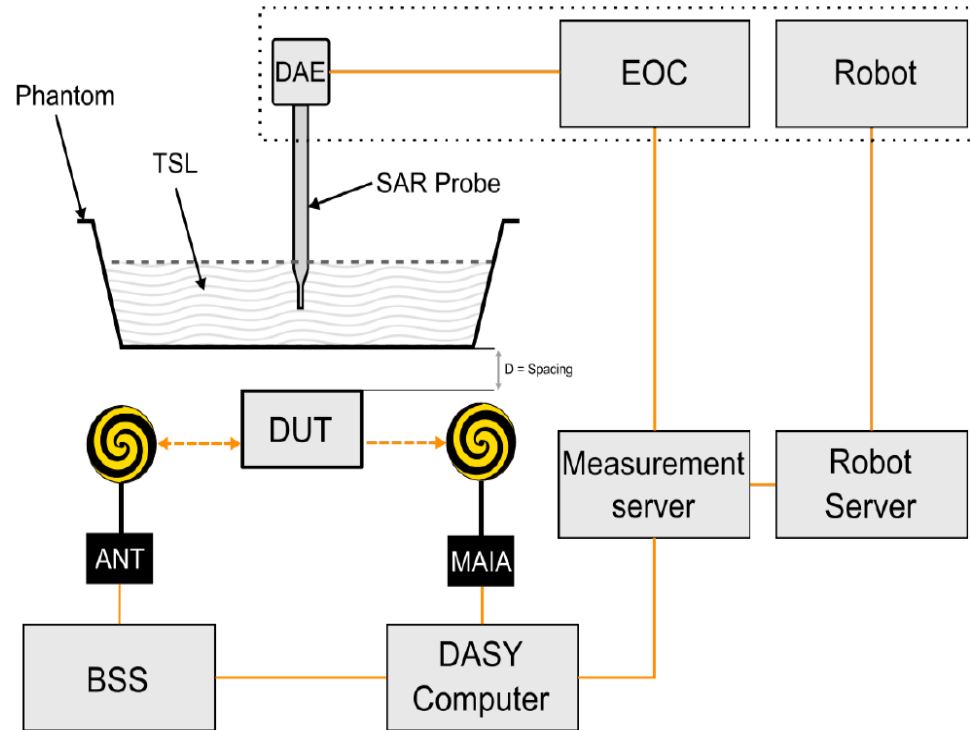 DAE
EOC
Robot
Phantom
TSL
SAR Probe
D = Spacing
DUT
Measurement
server
Robot
Server
ANT
MAIA
BSS
DASY
Computer